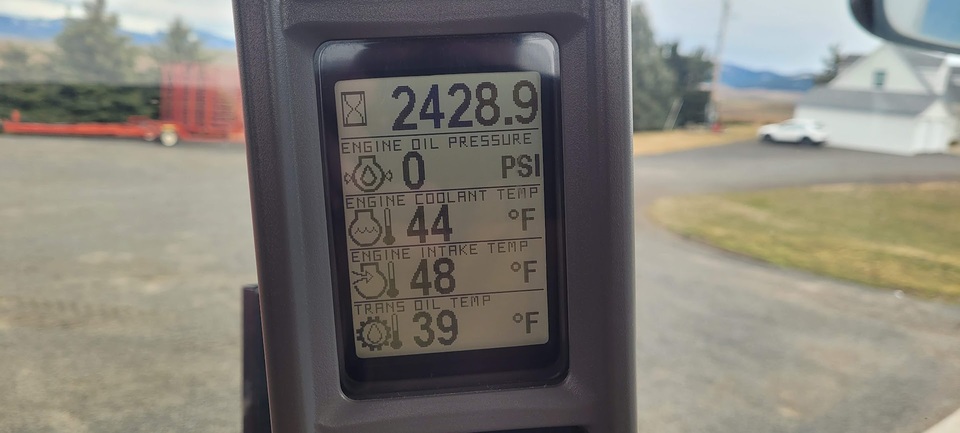 2428.9
ENGINE OIL PRESSURE
0 PSI
ENGINE COOLANT TEMP
44 °F
ENGINE INTAKE TEMP
48 °F
TRANS OIL TEMP
39 °F